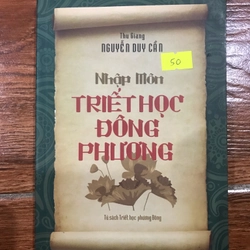 Thu Giang
NGUYỄN DUY CẦN
50
Nhập Môn
TRIẾT HỌC
ĐÔNG
PHƯƠNG
Tủ sách Triết học phương Đông